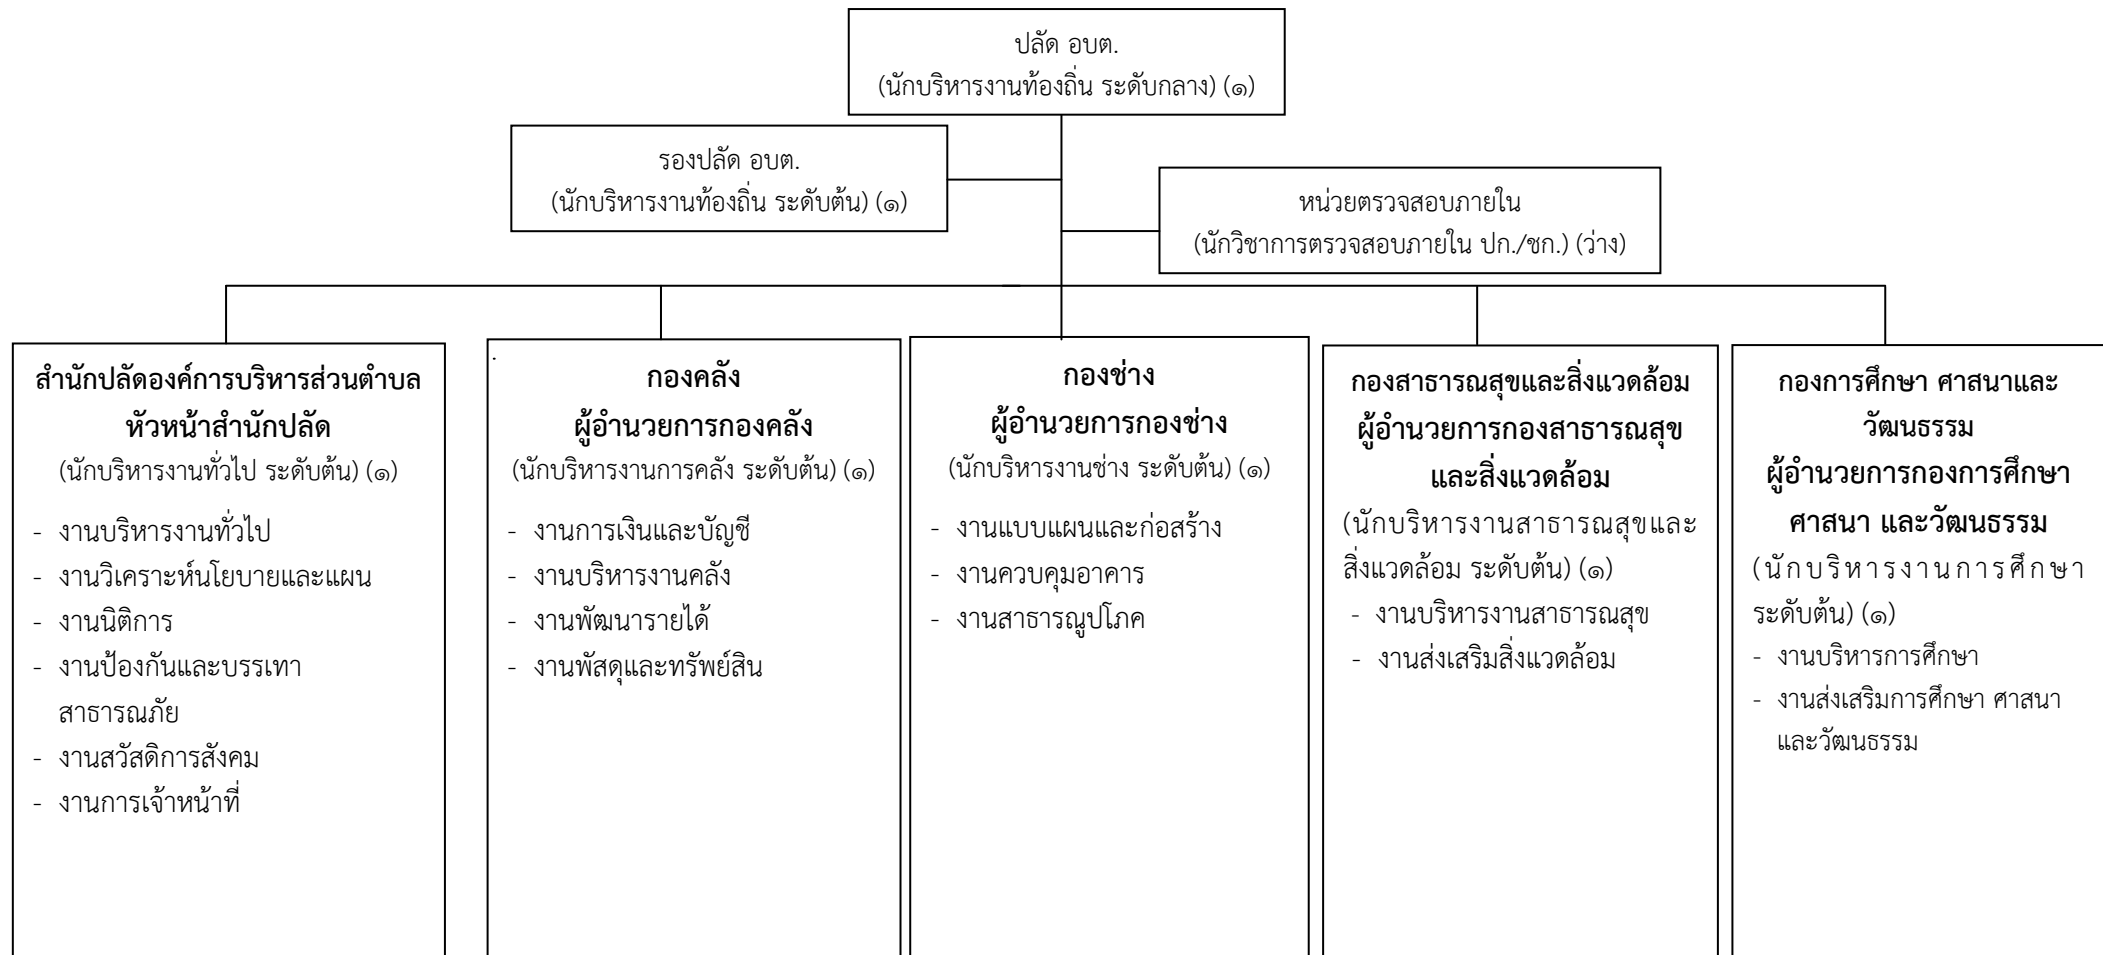 ปลัด อบต.
(นักบริหารงานท้องถิ่น ระดับกลาง) (๑)
รองปลัด อบต.
(นักบริหารงานท้องถิ่น ระดับต้น) (๑)
หน่วยตรวจสอบภายใน
(นักวิชาการตรวจสอบภายใน ปก./ชก.) (ว่าง)
สำนักปลัดองค์การบริหารส่วนตำบล
หัวหน้าสำนักปลัด
(นักบริหารงานทั่วไป ระดับต้น) (๑)
- งานบริหารงานทั่วไป
- งานวิเคราะห์นโยบายและแผน
- งานนิติการ
- งานป้องกันและบรรเทา
สาธารณภัย
- งานสวัสดิการสังคม
- งานการเจ้าหน้าที่
กองคลัง
ผู้อำนวยการกองคลัง
(นักบริหารงานการคลัง ระดับต้น) (๑)
- งานการเงินและบัญชี
- งานบริหารงานคลัง
- งานพัฒนารายได้
- งานพัสดุและทรัพย์สิน
กองช่าง
ผู้อำนวยการกองช่าง
(นักบริหารงานช่าง ระดับต้น) (๑)
- งานแบบแผนและก่อสร้าง
- งานควบคุมอาคาร
- งานสาธารณูปโภค
กองสาธารณสุขและสิ่งแวดล้อม
ผู้อำนวยการกองสาธารณสุข
และสิ่งแวดล้อม
(นักบริหารงานสาธารณสุขและ
สิ่งแวดล้อม ระดับต้น) (๑)
- งานบริหารงานสาธารณสุข
- งานส่งเสริมสิ่งแวดล้อม
กองการศึกษา ศาสนาและ
วัฒนธรรม
ผู้อำนวยการกองการศึกษา
ศาสนา และวัฒนธรรม
(นักบริหารงานการศึกษา
ระดับต้น) (๑)
- งานบริหารการศึกษา
- งานส่งเสริมการศึกษา ศาสนา
และวัฒนธรรม